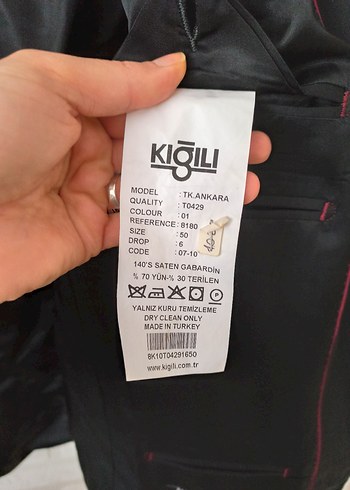 KiĞILI
MODEL : TK.ANKARA
QUALITY : T0429
COLOUR : 01
REFERENCE: 8180
SIZE : 50
DROP : 6
CODE : 07-10
140'S SATEN GABARDİN
% 70 YÜN-% 30 TERİLEN
YALNIZ KURU TEMİZLEME
DRY CLEAN ONLY
MADE IN TURKEY
8K10T04291650
www.kigili.com.tr